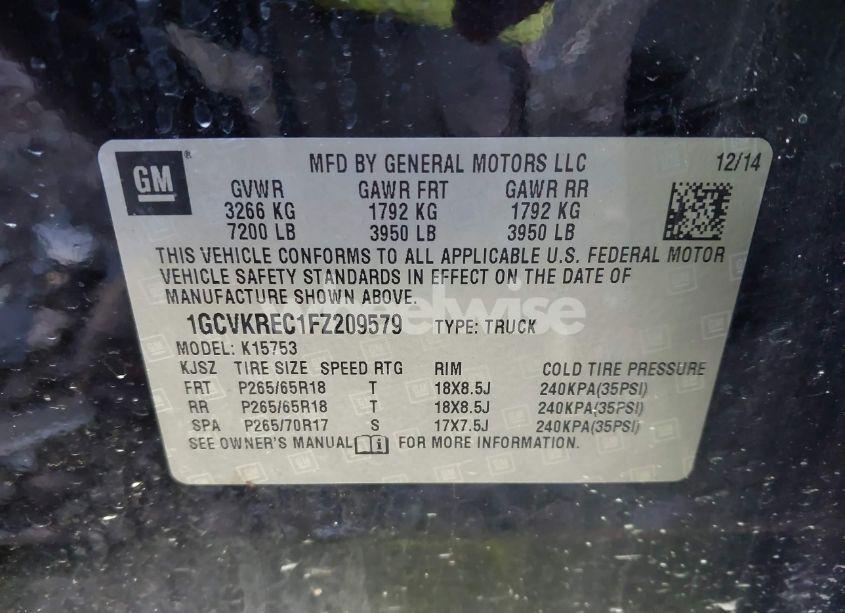 GM
MFD BY GENERAL MOTORS LLC 12/14
GVWR GAWR FRT GAWR RR
3266 KG 1792 KG 1792 KG
7200 LB 3950 LB 3950 LB
THIS VEHICLE CONFORMS TO ALL APPLICABLE U.S. FEDERAL MOTOR
VEHICLE SAFETY STANDARDS IN EFFECT ON THE DATE OF
MANUFACTURE SHOWN ABOVE.
1GCVKREC1FZ209579 TYPE: TRUCK
MODEL: K15753
KJSZ TIRE SIZE SPEED RTG RIM COLD TIRE PRESSURE
FRT P265/65R18 T 18X8.5J 240KPA(35PSI)
RR P265/65R18 T 18X8.5J 240KPA(35PSI)
SPA P265/70R17 S 17X7.5J 240KPA(35PSI)
SEE OWNER'S MANUAL FOR MORE INFORMATION.